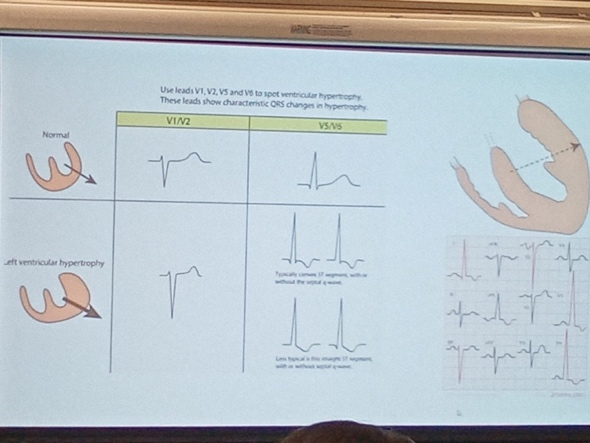 Use leads V1, V2, V5 and V6 to spot ventricular hypertrophy.
These leads show characteristic QRS changes in hypertrophy.
V1/V2
V5/V6
Normal
Left ventricular hypertrophy
Typically convex ST segment, with or
without the septal q-wave.
Less typical is this straight ST segment,
with or without septal q-wave.